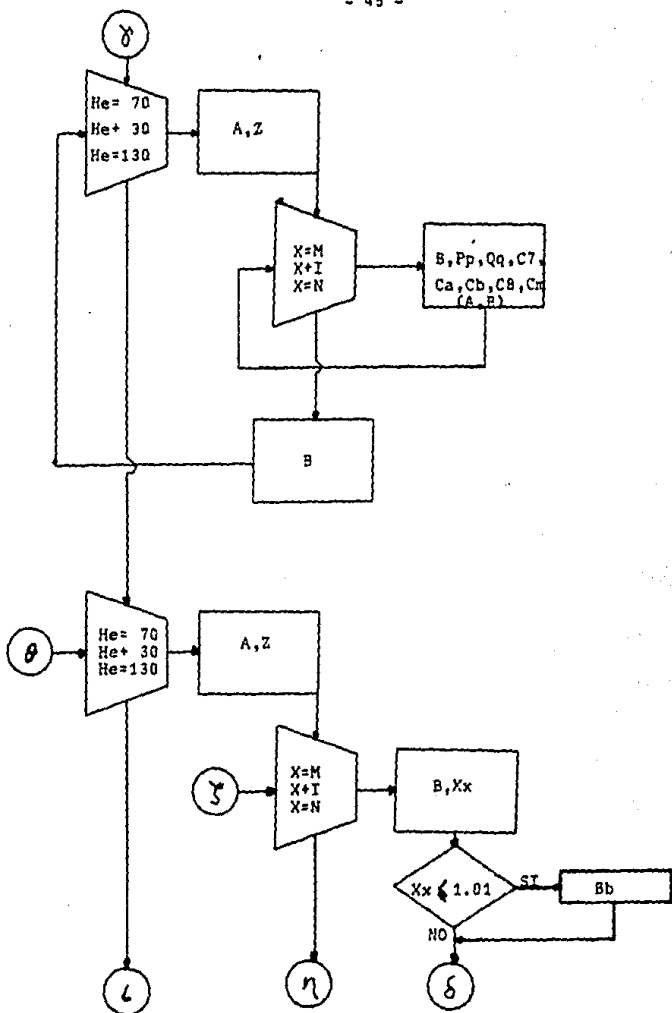 - 45 -
γ
He= 70
He+ 30
He=130
A,Z
X=M
X+I
X=N
B,Pp,Qq,C7,
Ca,Cb,C8,Cm
(A,B)
B
θ
He= 70
He+ 30
He=130
A,Z
ζ
X=M
X+I
X=N
B,Xx
Xx ≤ 1.01
SI
Bb
NO
ι
η
δ